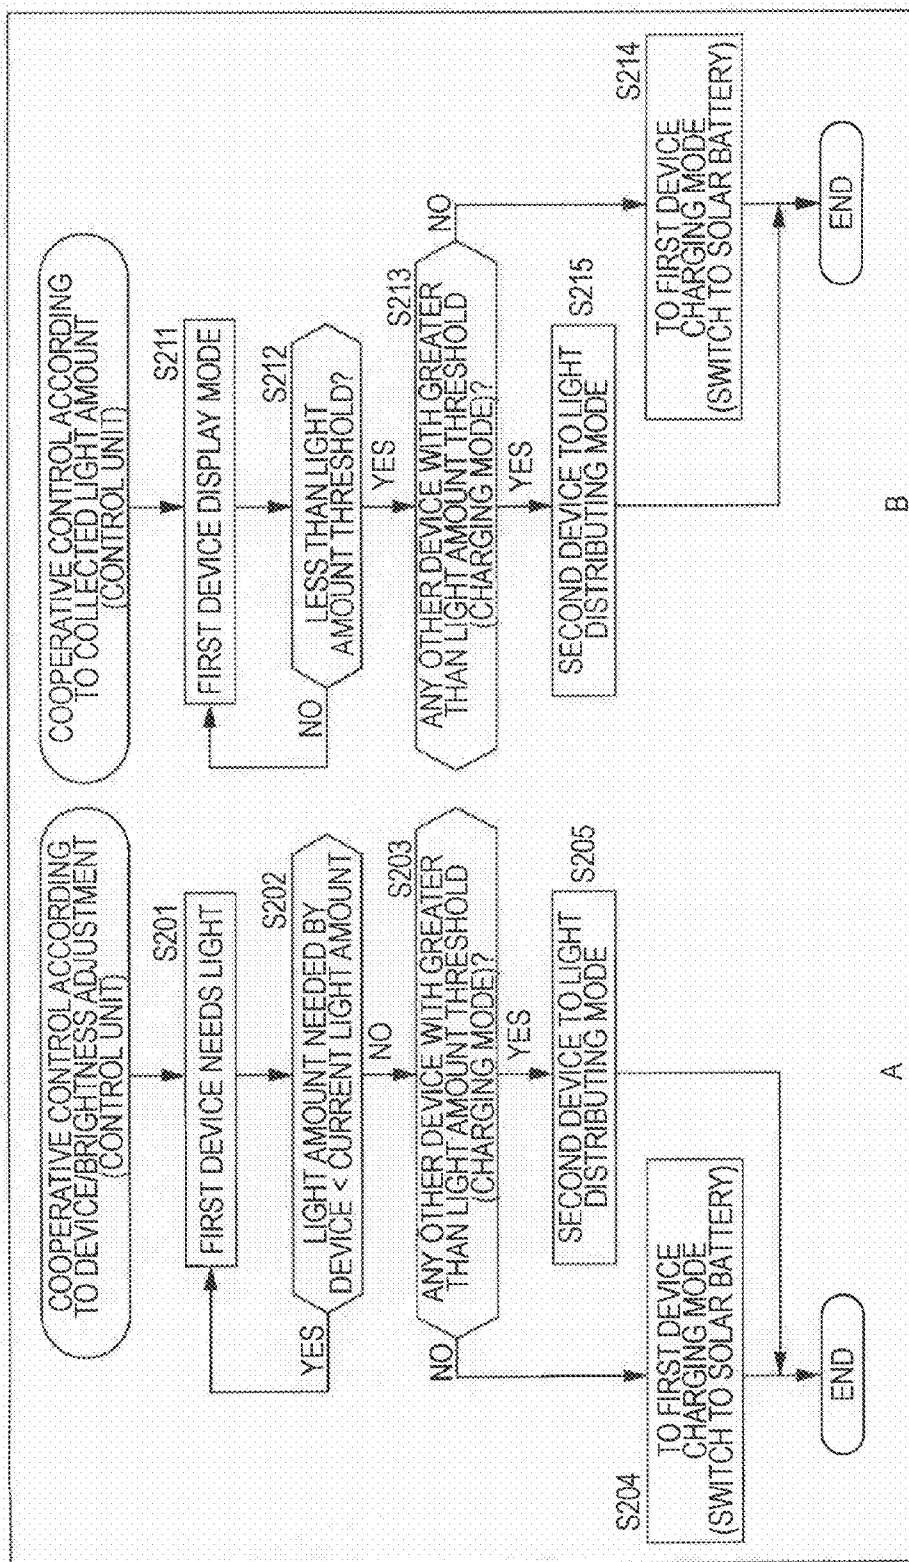 COOPERATIVE CONTROL ACCORDING
TO DEVICE/BRIGHTNESS ADJUSTMENT
(CONTROL UNIT)
S201
FIRST DEVICE NEEDS LIGHT
S202
LIGHT AMOUNT NEEDED BY
DEVICE < CURRENT LIGHT AMOUNT
YES
NO
S203
ANY OTHER DEVICE WITH GREATER
THAN LIGHT AMOUNT THRESHOLD
(CHARGING MODE)?
NO
YES
S205
SECOND DEVICE TO LIGHT
DISTRIBUTING MODE
S204
TO FIRST DEVICE
CHARGING MODE
(SWITCH TO SOLAR BATTERY)
END
A
COOPERATIVE CONTROL ACCORDING
TO COLLECTED LIGHT AMOUNT
(CONTROL UNIT)
S211
FIRST DEVICE DISPLAY MODE
S212
LESS THAN LIGHT
AMOUNT THRESHOLD?
NO
YES
S213
ANY OTHER DEVICE WITH GREATER
THAN LIGHT AMOUNT THRESHOLD
(CHARGING MODE)?
NO
YES
S215
SECOND DEVICE TO LIGHT
DISTRIBUTING MODE
S214
TO FIRST DEVICE
CHARGING MODE
(SWITCH TO SOLAR BATTERY)
END
B